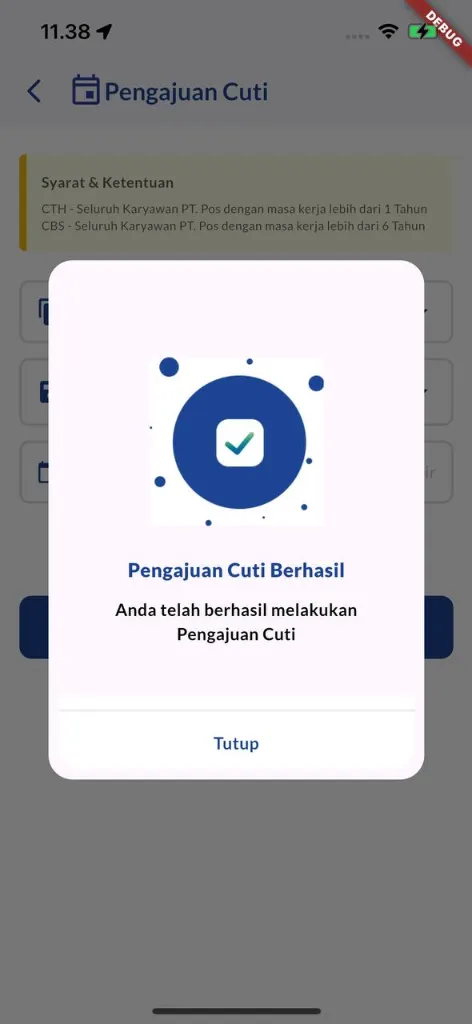 11.38
DEBUG
Pengajuan Cuti
Syarat & Ketentuan
CTH - Seluruh Karyawan PT. Pos dengan masa kerja lebih dari 1 Tahun
CBS - Seluruh Karyawan PT. Pos dengan masa kerja lebih dari 6 Tahun
ir
Pengajuan Cuti Berhasil
Anda telah berhasil melakukan
Pengajuan Cuti
Tutup